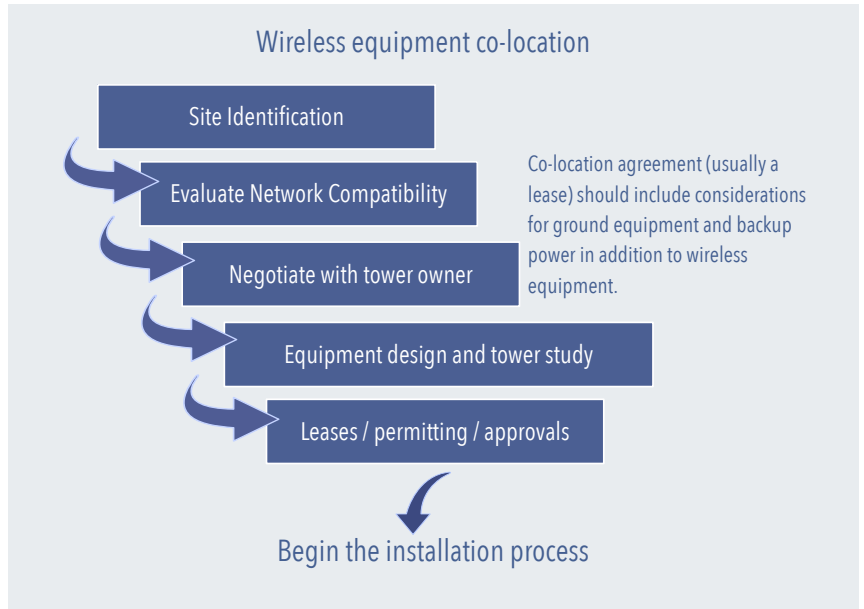 Wireless equipment co-location
Site Identification
Evaluate Network Compatibility
Co-location agreement (usually a
lease) should include considerations
for ground equipment and backup
power in addition to wireless
equipment.
Negotiate with tower owner
Equipment design and tower study
Leases / permitting / approvals
Begin the installation process